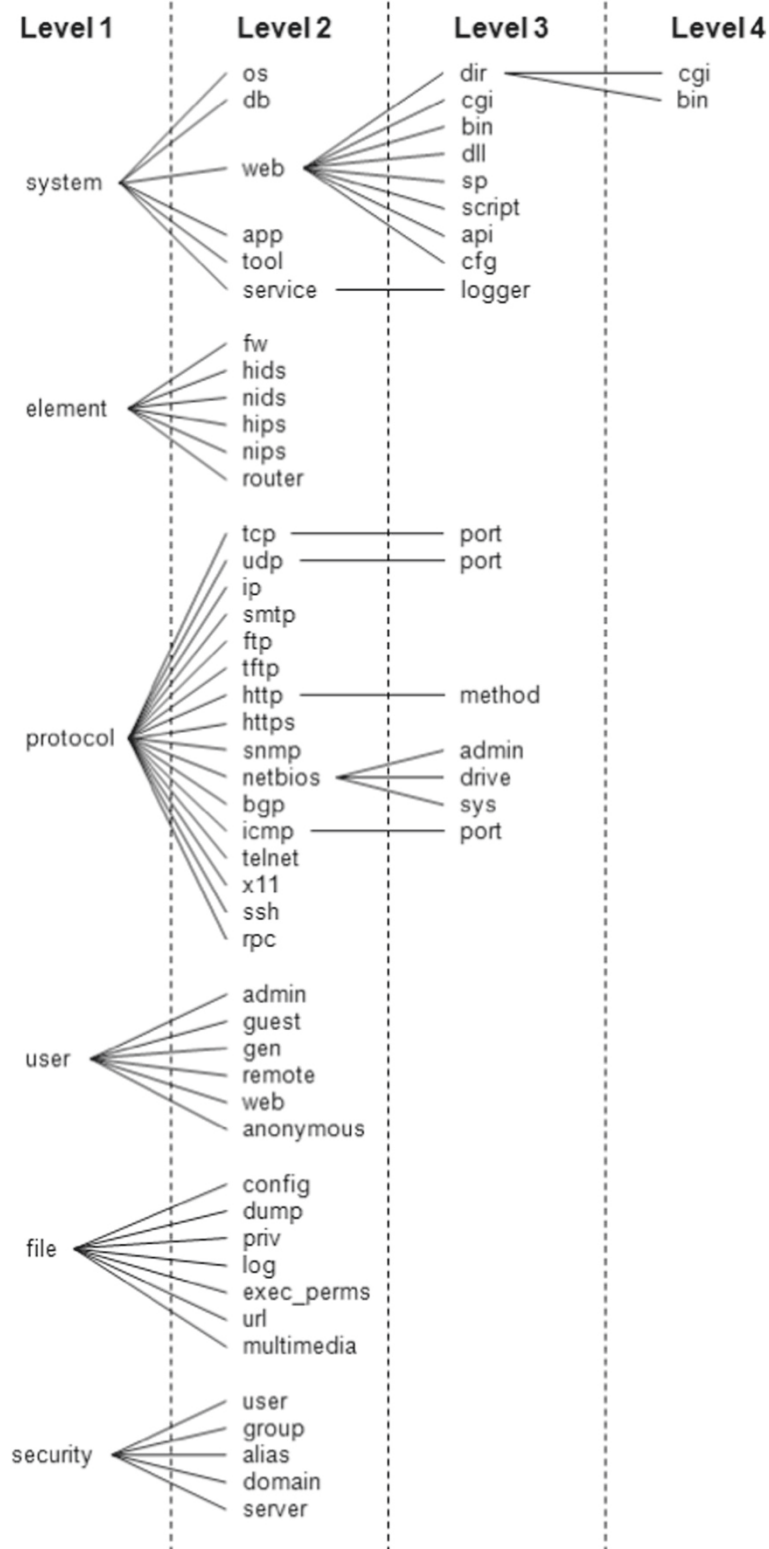 Level 1 Level 2 Level 3 Level 4
os dir cgi
db cgi bin
bin
dll
web
system sp
script
app api
tool cfg
service logger
fw
hids
nids
element
hips
nips
router
tcp port
udp port
ip
smtp
ftp
tftp
http method
https
protocol
snmp admin
netbios drive
bgp sys
icmp port
telnet
x11
ssh
rpc
admin
guest
gen
user
remote
web
anonymous
config
dump
priv
file
log
exec_perms
url
multimedia
user
group
security alias
domain
server